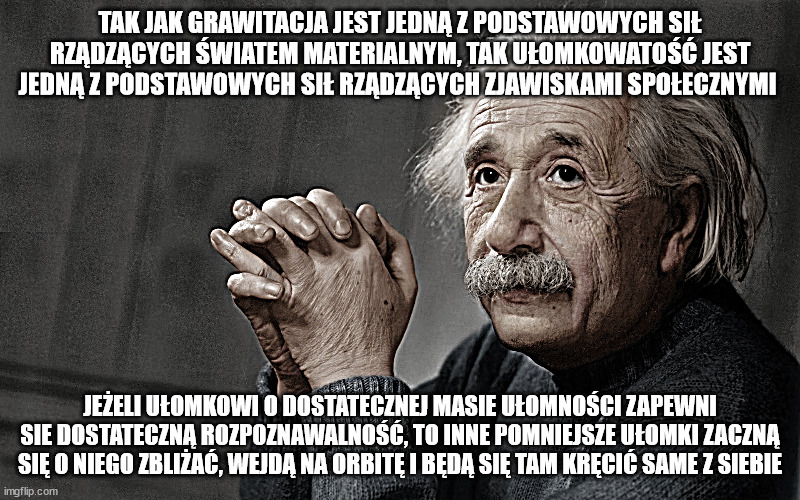 TAK JAK GRAWITACJA JEST JEDNĄ Z PODSTAWOWYCH SIŁ
RZĄDZĄCYCH ŚWIATEM MATERIALNYM, TAK UŁOMKOWATOŚĆ JEST
JEDNĄ Z PODSTAWOWYCH SIŁ RZĄDZĄCYCH ZJAWISKAMI SPOŁECZNYMI
JEŻELI UŁOMKOWI O DOSTATECZNEJ MASIE UŁOMNOŚCI ZAPEWNI
SIE DOSTATECZNĄ ROZPOZNAWALNOŚĆ, TO INNE POMNIEJSZE UŁOMKI ZACZNĄ
SIĘ O NIEGO ZBLIŻAĆ, WEJDĄ NA ORBITĘ I BĘDĄ SIĘ TAM KRĘCIĆ SAME Z SIEBIE
imgflip.com